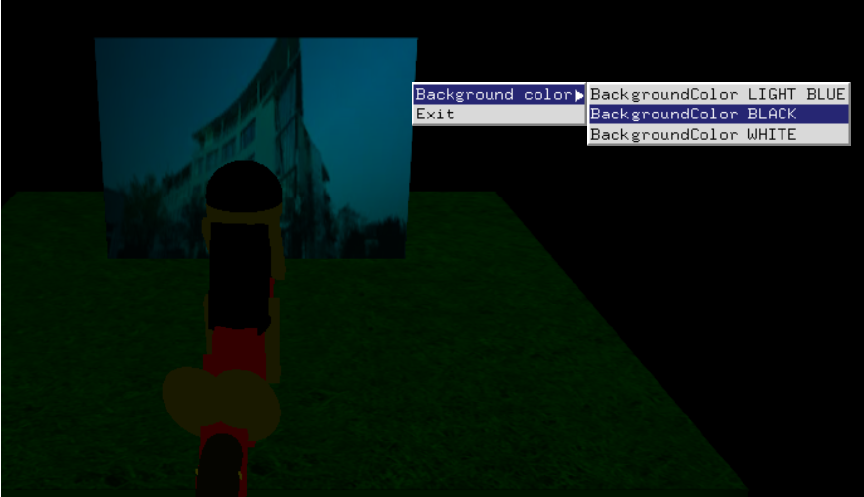 Background color
Exit
BackgroundColor LIGHT BLUE
BackgroundColor BLACK
BackgroundColor WHITE